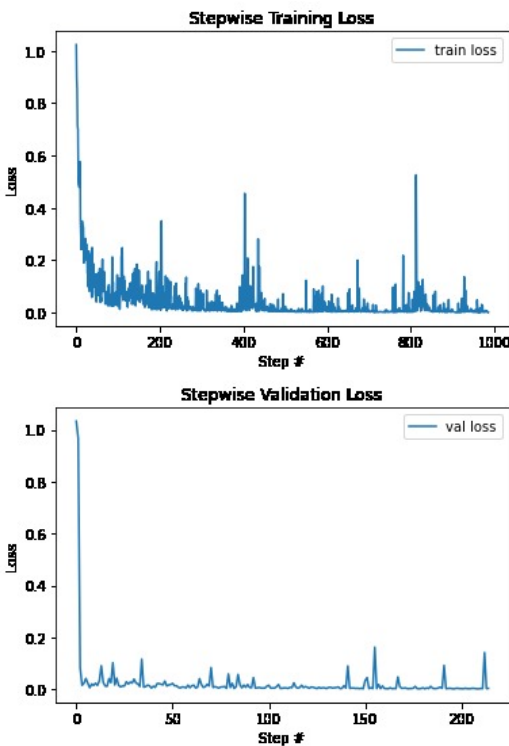 Stepwise Training Loss
train loss
1.0
0.8
0.6
0.4
0.2
0.0
Loss
0 200 400 600 800 1000
Step #
Stepwise Validation Loss
val loss
1.0
0.8
0.6
0.4
0.2
0.0
Loss
0 50 100 150 200
Step #